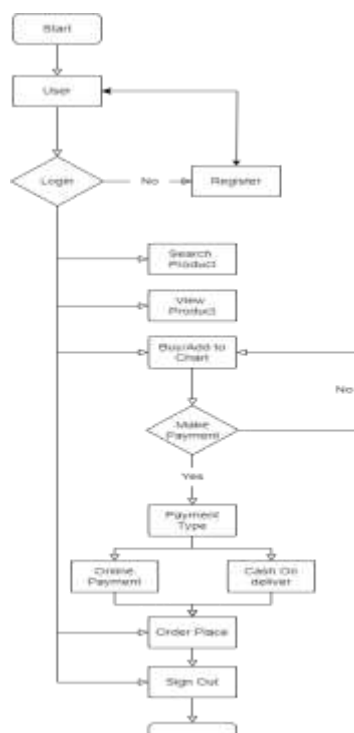 Start
User
Login
No
Register
Search
Product
View
Product
Buy/Add to
Chart
No
Make
Payment
Yes
Payment
Type
Online
Payment
Cash On
deliver
Order Place
Sign Out